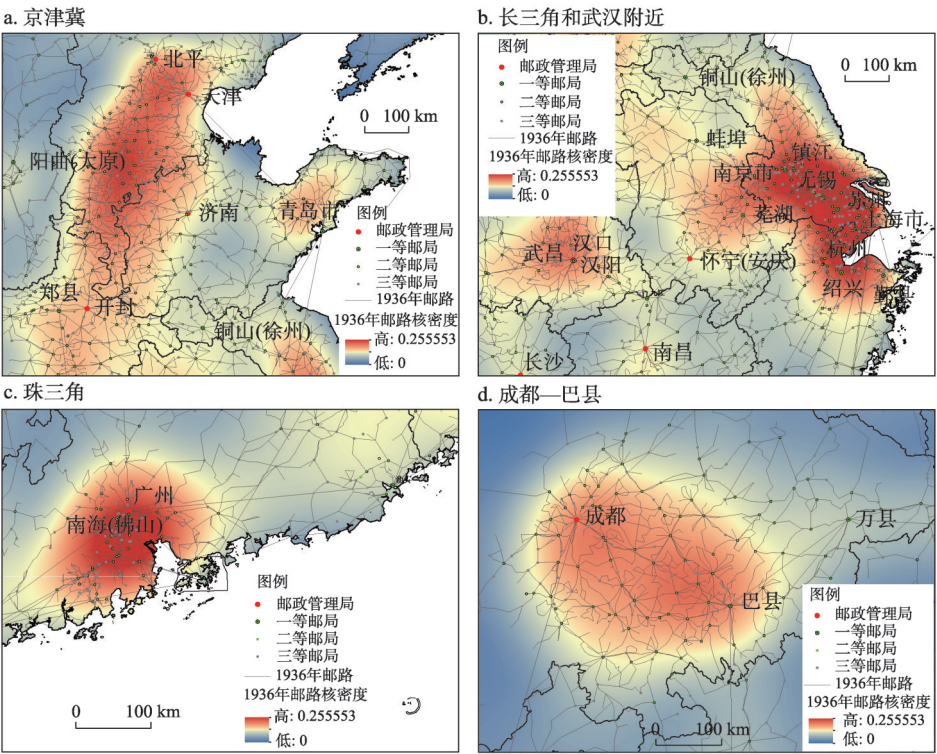 a. 京津冀
北平
天津
0 100 km
阳曲(太原)
济南
青岛市
郑县
开封
铜山(徐州)
图例
邮政管理局
一等邮局
二等邮局
三等邮局
1936年邮路
1936年邮路核密度
高: 0.255553
低: 0
b. 长三角和武汉附近
图例
邮政管理局
一等邮局
二等邮局
三等邮局
1936年邮路
1936年邮路核密度
高: 0.255553
低: 0
铜山(徐州)
0 100 km
蚌埠
镇江
南京市
无锡
苏州
芜湖
上海市
杭州
武昌
汉口
汉阳
怀宁(安庆)
绍兴
南昌
长沙
c. 珠三角
广州
南海(佛山)
图例
邮政管理局
一等邮局
二等邮局
三等邮局
1936年邮路
1936年邮路核密度
高: 0.255553
低: 0
0 100 km
d. 成都—巴县
成都
万县
巴县
图例
邮政管理局
一等邮局
二等邮局
三等邮局
1936年邮路
1936年邮路核密度
高: 0.255553
低: 0
0 100 km